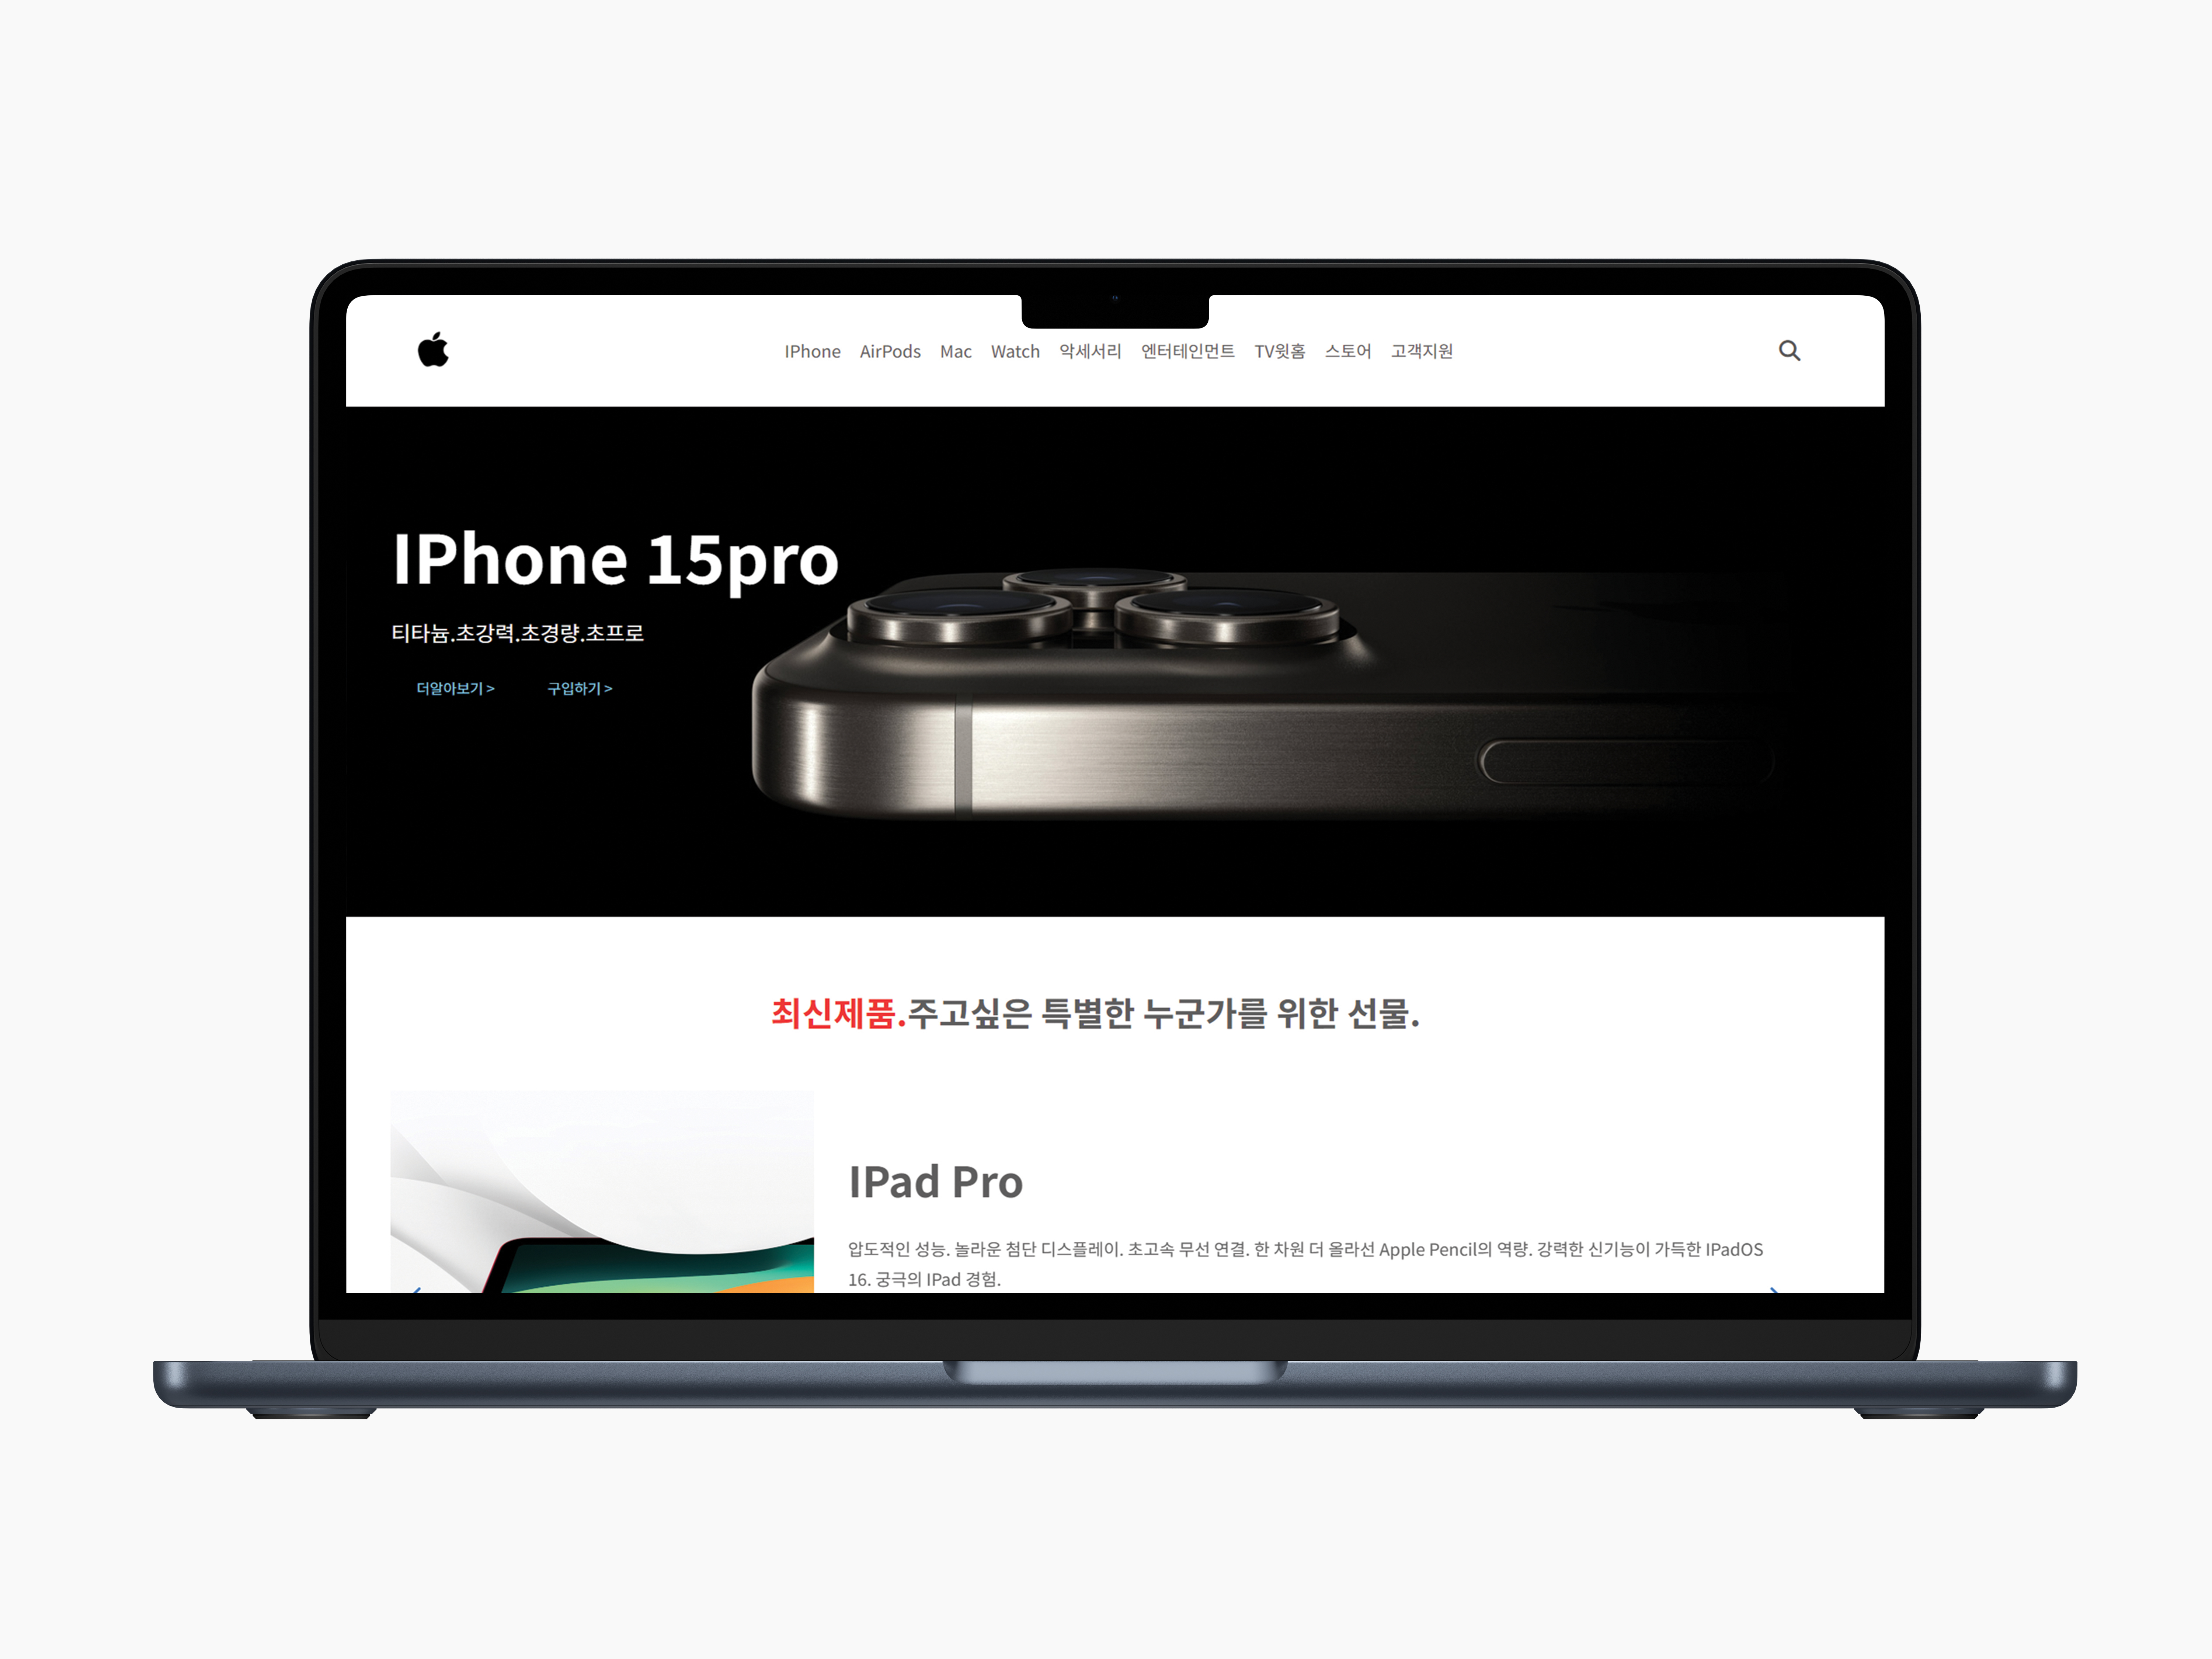 IPhone AirPods Mac Watch 악세서리 엔터테인먼트 TV윗홈 스토어 고객지원
IPhone 15pro
티타늄.초강력.초경량.초프로
더알아보기 > 구입하기 >
최신제품.주고싶은 특별한 누군가를 위한 선물.
IPad Pro
압도적인 성능. 놀라운 첨단 디스플레이. 초고속 무선 연결. 한 차원 더 올라선 Apple Pencil의 역량. 강력한 신기능이 가득한 IPadOS
16. 궁극의 IPad 경험.